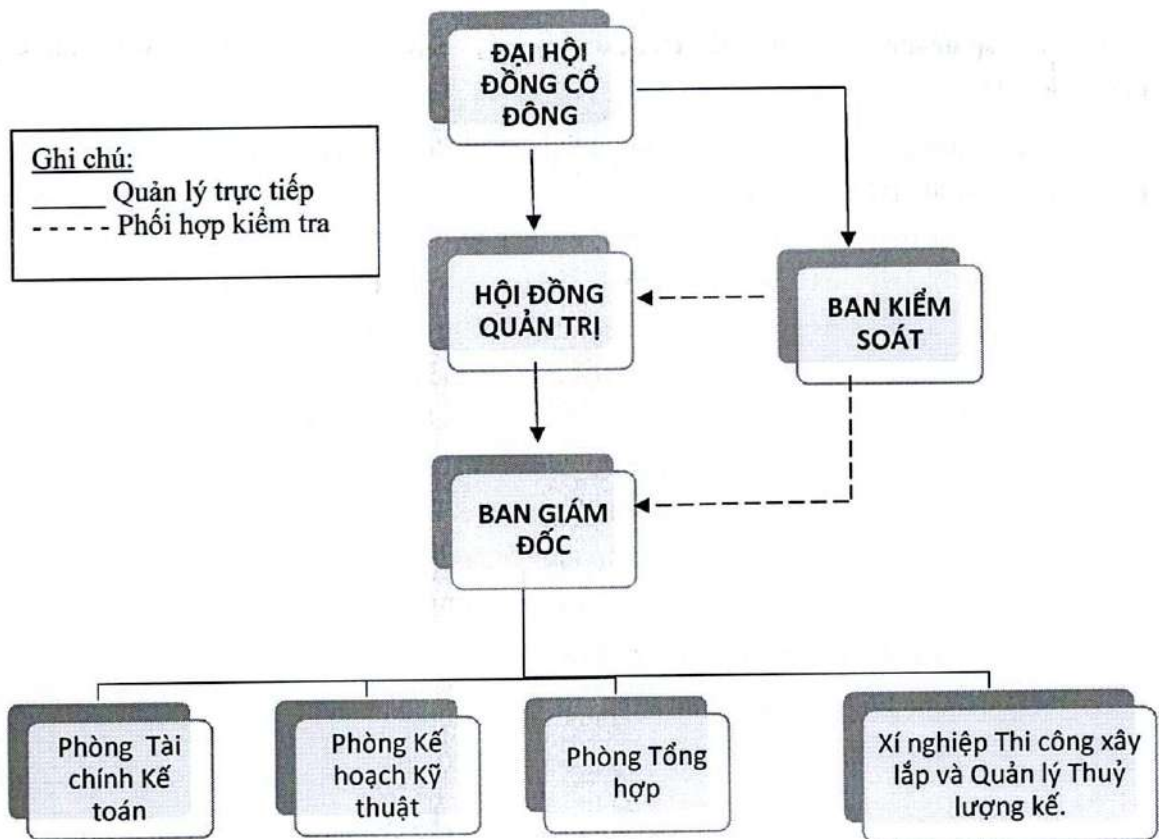 ĐẠI HỘI
ĐỒNG CỔ
ĐÔNG
Ghi chú:
______ Quản lý trực tiếp
- - - - - Phối hợp kiểm tra
HỘI ĐỒNG
QUẢN TRỊ
BAN KIỂM
SOÁT
BAN GIÁM
ĐỐC
Phòng Tài
chính Kế
toán
Phòng Kế
hoạch Kỹ
thuật
Phòng Tổng
hợp
Xí nghiệp Thi công xây
lắp và Quản lý Thuỷ
lượng kế.